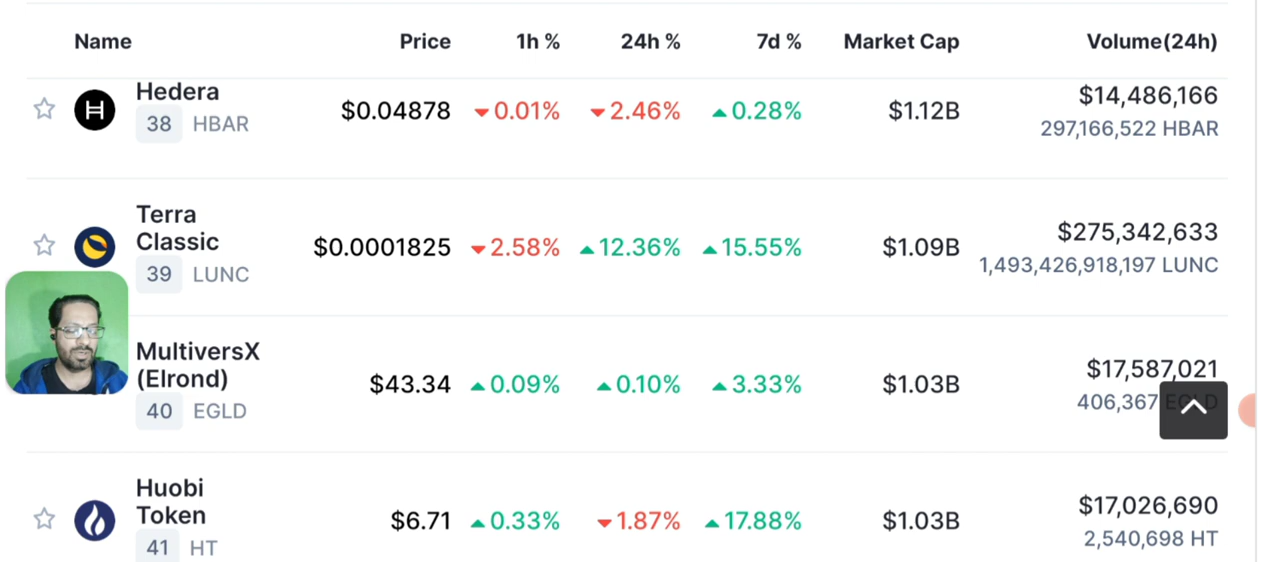 Name Price 1h % 24h % 7d % Market Cap Volume(24h)
Hedera
38 HBAR
$0.04878 0.01% 2.46% 0.28% $1.12B
$14,486,166
297,166,522 HBAR
Terra
Classic
39 LUNC
$0.0001825 2.58% 12.36% 15.55% $1.09B
$275,342,633
1,493,426,918,197 LUNC
MultiversX
(Elrond)
40 EGLD
$43.34 0.09% 0.10% 3.33% $1.03B
$17,587,021
406,367 EGLD
Huobi
Token
41 HT
$6.71 0.33% 1.87% 17.88% $1.03B
$17,026,690
2,540,698 HT